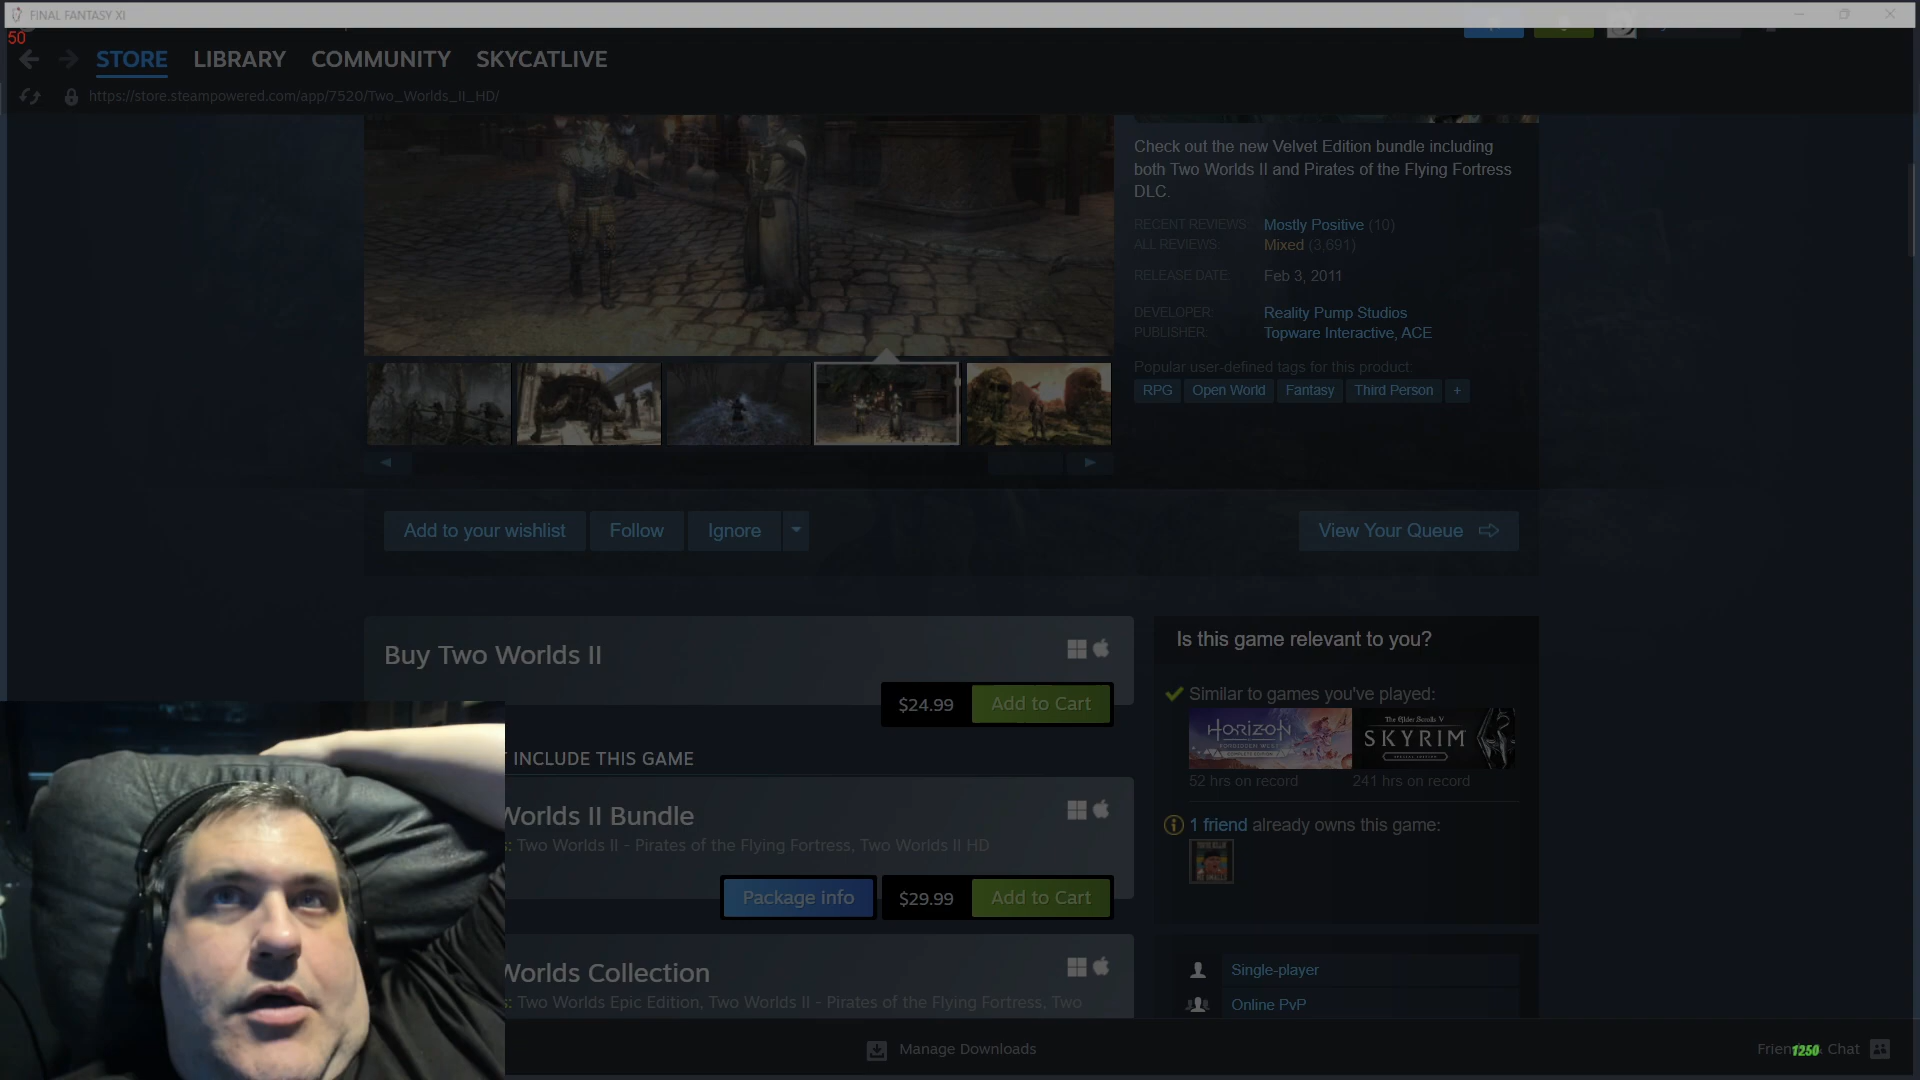 FINAL FANTASY XI
50
STORE LIBRARY COMMUNITY SKYCATLIVE
https://store.steampowered.com/app/7520/Two_Worlds_II_HD/
Check out the new Velvet Edition bundle including
both Two Worlds II and Pirates of the Flying Fortress
DLC.
RECENT REVIEWS: Mostly Positive (10)
ALL REVIEWS: Mixed (3,691)
RELEASE DATE: Feb 3, 2011
DEVELOPER: Reality Pump Studios
PUBLISHER: Topware Interactive, ACE
Popular user-defined tags for this product:
RPG Open World Fantasy Third Person +
Add to your wishlist Follow Ignore View Your Queue
Buy Two Worlds II
$24.99 Add to Cart
INCLUDE THIS GAME
Worlds II Bundle
s: Two Worlds II - Pirates of the Flying Fortress, Two Worlds II HD
Package info $29.99 Add to Cart
Worlds Collection
s: Two Worlds Epic Edition, Two Worlds II - Pirates of the Flying Fortress, Two
Is this game relevant to you?
Similar to games you've played:
HORIZON
FORBIDDEN WEST
COMPLETE EDITION
The Elder Scrolls V
SKYRIM
SPECIAL EDITION
52 hrs on record 241 hrs on record
1 friend already owns this game:
Single-player
Online PvP
Manage Downloads
Friends & Chat
1250